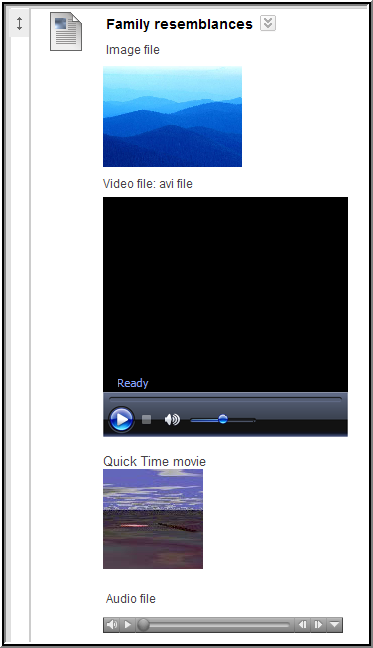 Family resemblances
Image file
Video file: avi file
Ready
Quick Time movie
Audio file